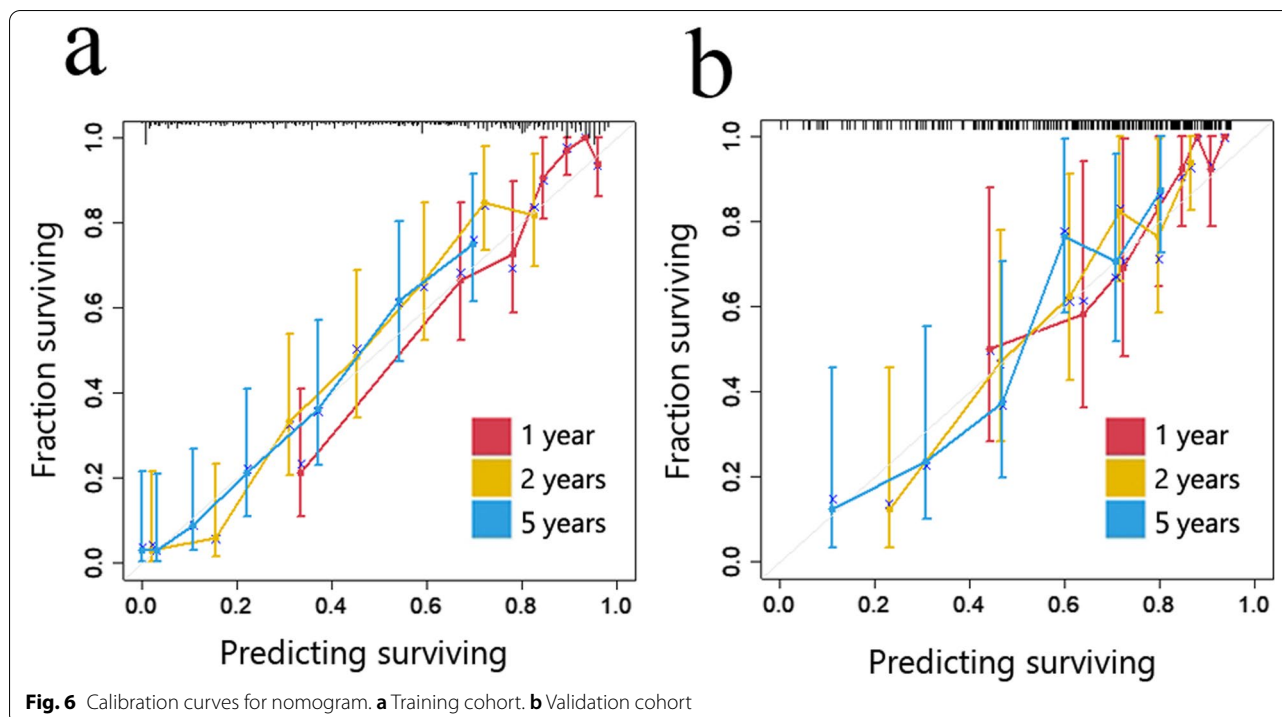 a
b
Fraction surviving
1.0
0.8
0.6
0.4
0.2
0.0
0.0 0.2 0.4 0.6 0.8 1.0
Predicting surviving
1 year
2 years
5 years
Fraction surviving
1.0
0.8
0.6
0.4
0.2
0.0
0.0 0.2 0.4 0.6 0.8 1.0
Predicting surviving
1 year
2 years
5 years
Fig. 6 Calibration curves for nomogram. a Training cohort. b Validation cohort